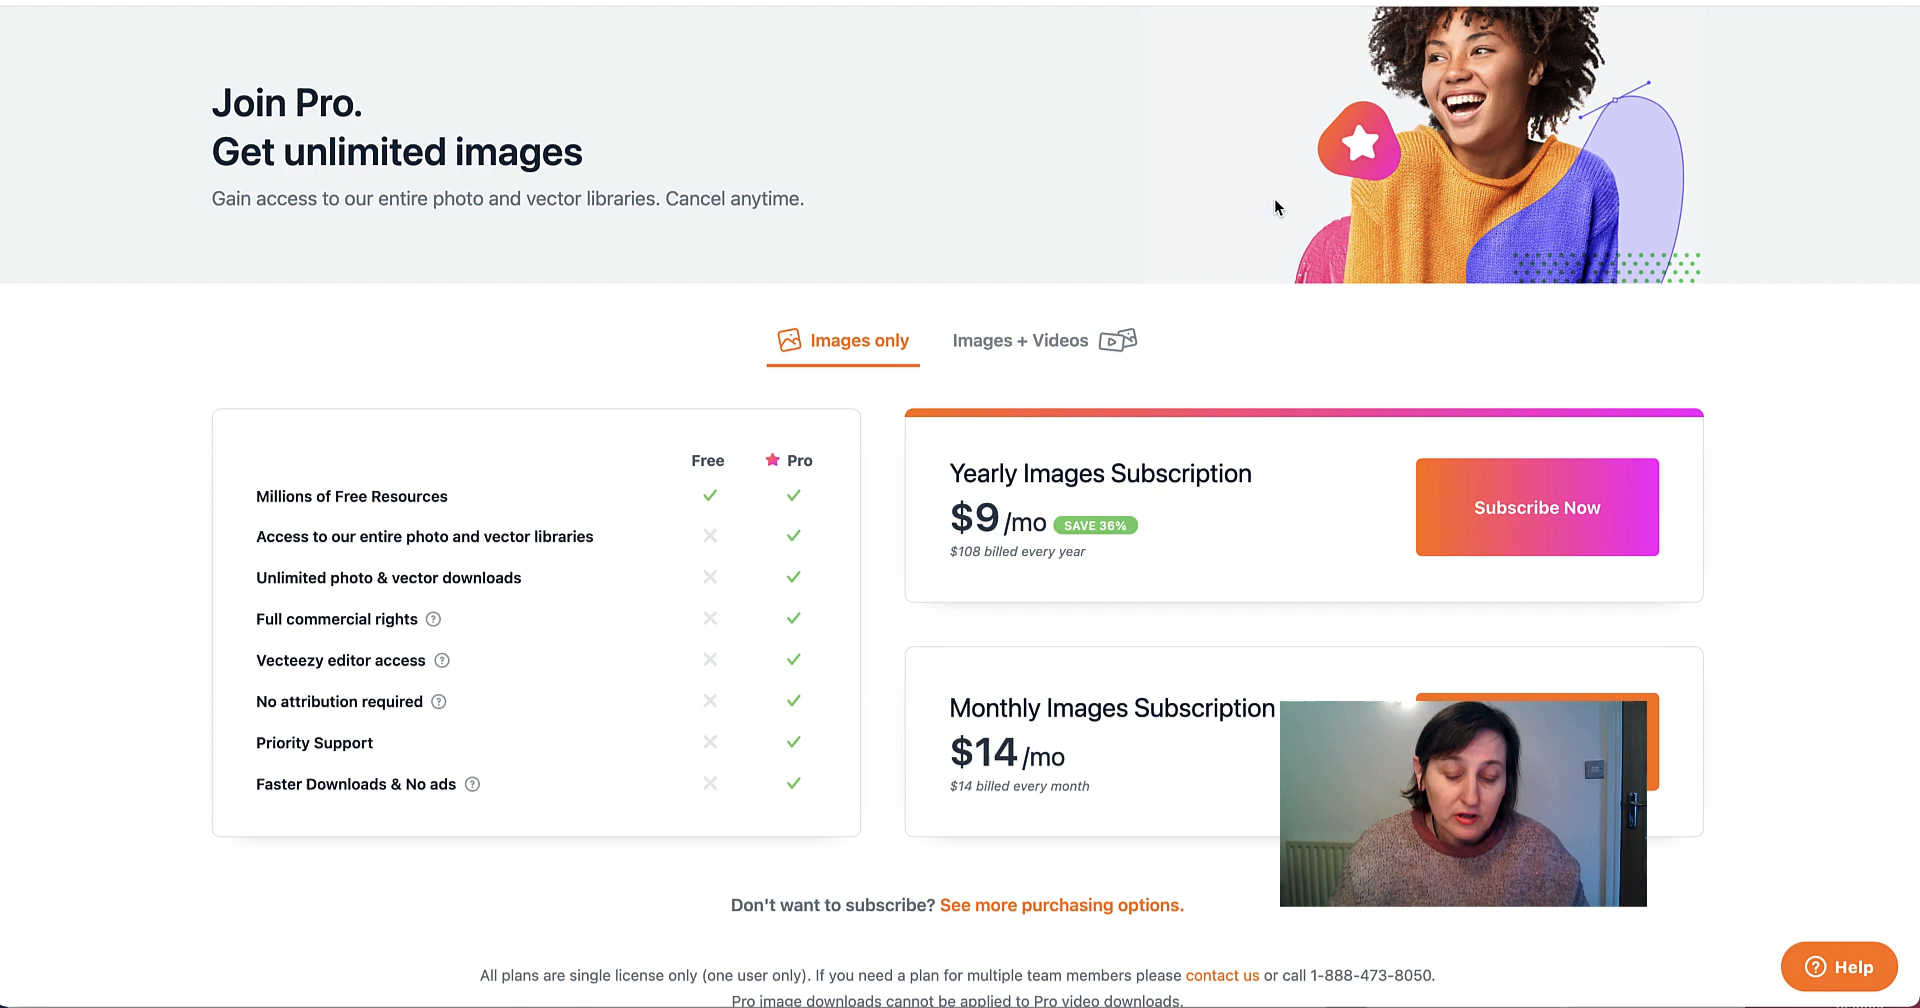 Join Pro.
Get unlimited images
Gain access to our entire photo and vector libraries. Cancel anytime.
Images only
Images + Videos
Free
Pro
Millions of Free Resources
Access to our entire photo and vector libraries
Unlimited photo & vector downloads
Full commercial rights ?
Vecteezy editor access ?
No attribution required ?
Priority Support
Faster Downloads & No ads ?
Yearly Images Subscription
$9 /mo SAVE 36%
$108 billed every year
Subscribe Now
Monthly Images Subscription
$14 /mo
$14 billed every month
Don't want to subscribe? See more purchasing options.
All plans are single license only (one user only). If you need a plan for multiple team members please contact us or call 1-888-473-8050.
Pro image downloads cannot be applied to Pro video downloads.
? Help